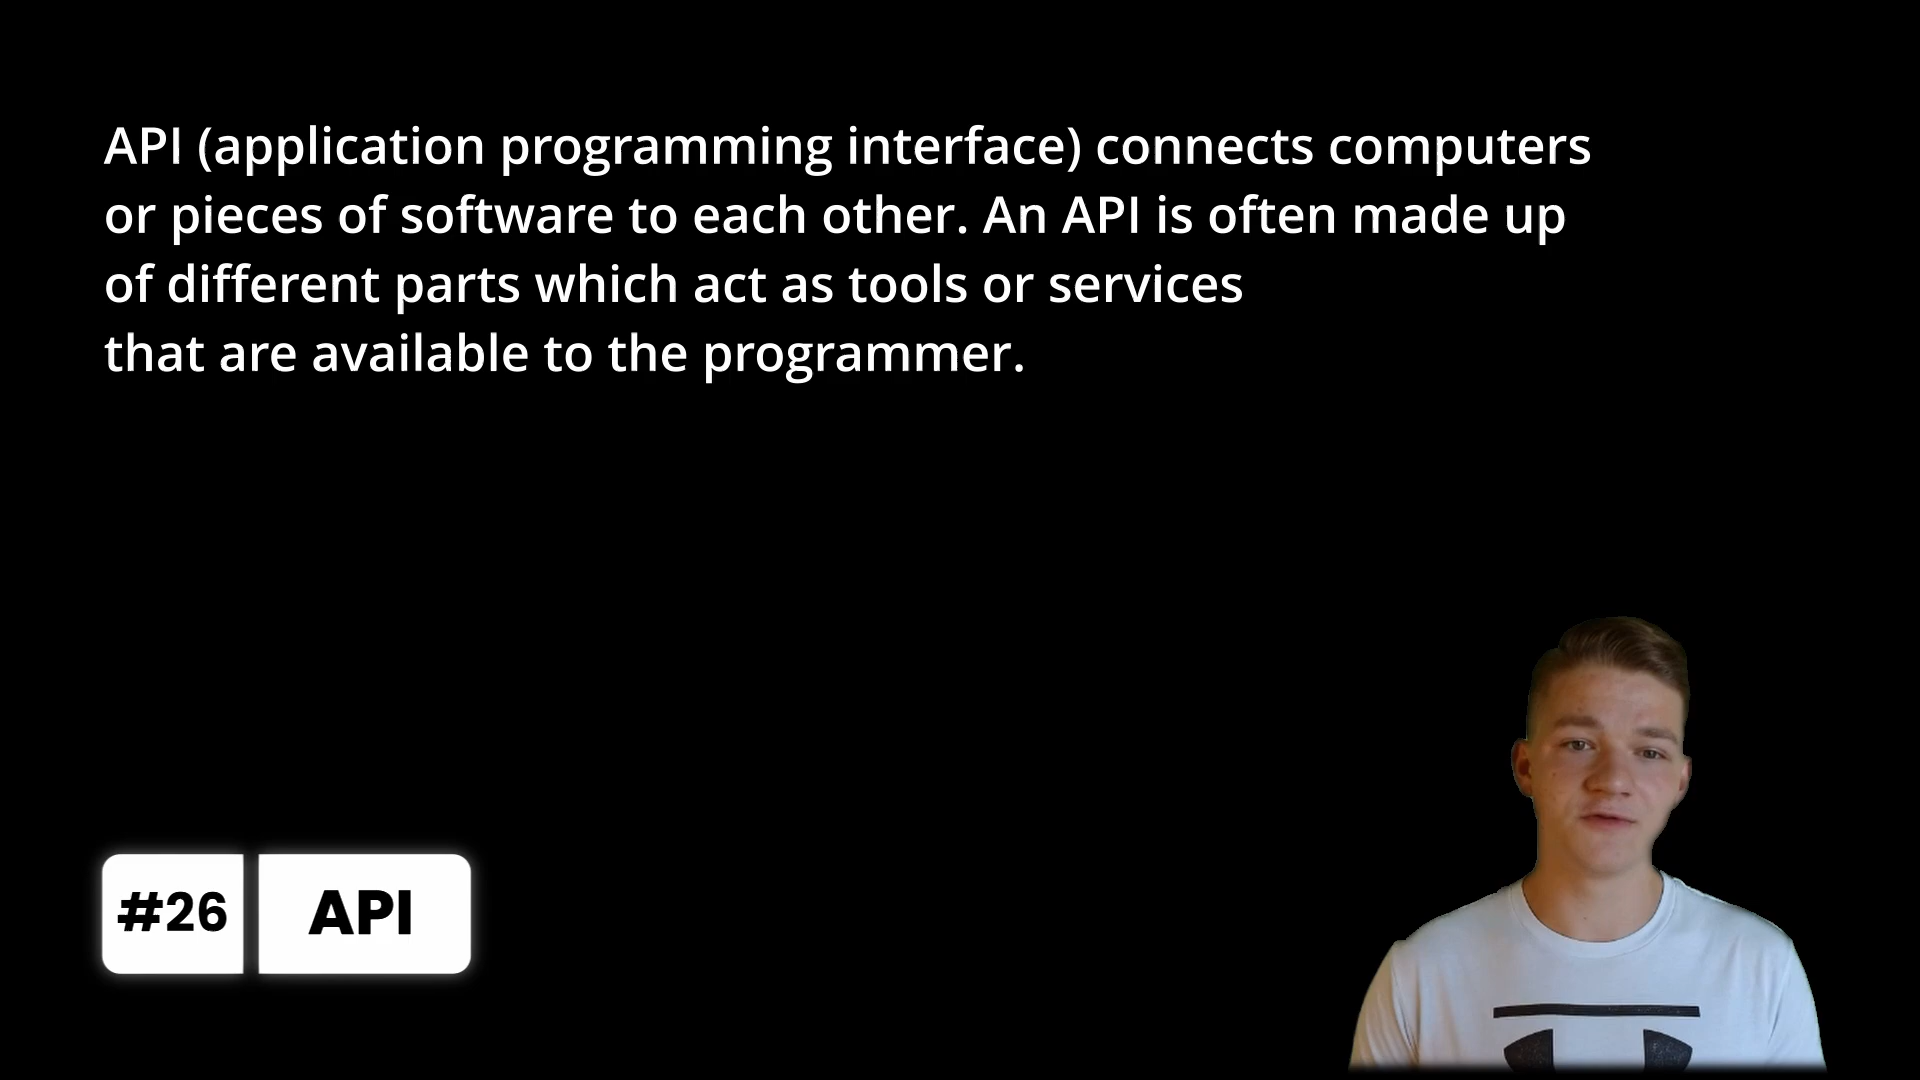 API (application programming interface) connects computers
or pieces of software to each other. An API is often made up
of different parts which act as tools or services
that are available to the programmer.
#26 API